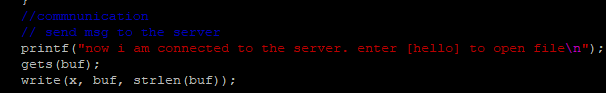 }
//communication
// send msg to the server
printf("now i am connected to the server. enter [hello] to open file\n");
gets(buf);
write(x, buf, strlen(buf));